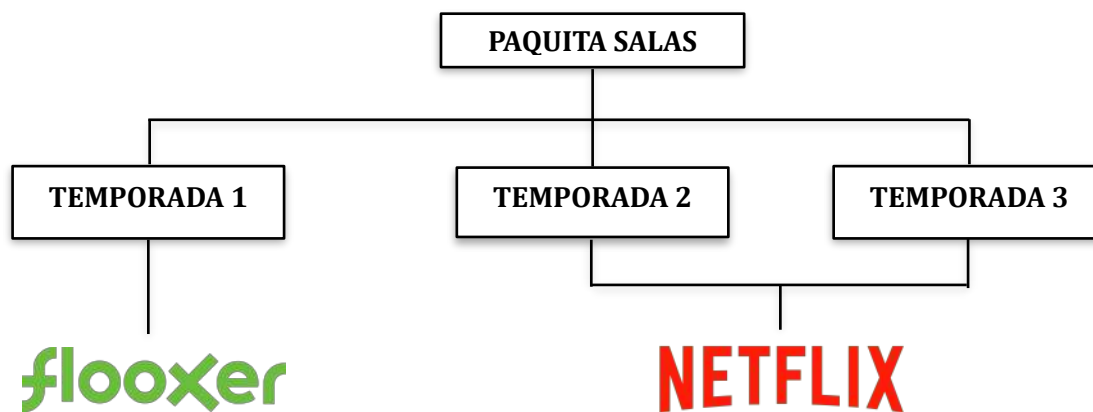 PAQUITA SALAS
TEMPORADA 1
TEMPORADA 2
TEMPORADA 3
flooxer
NETFLIX